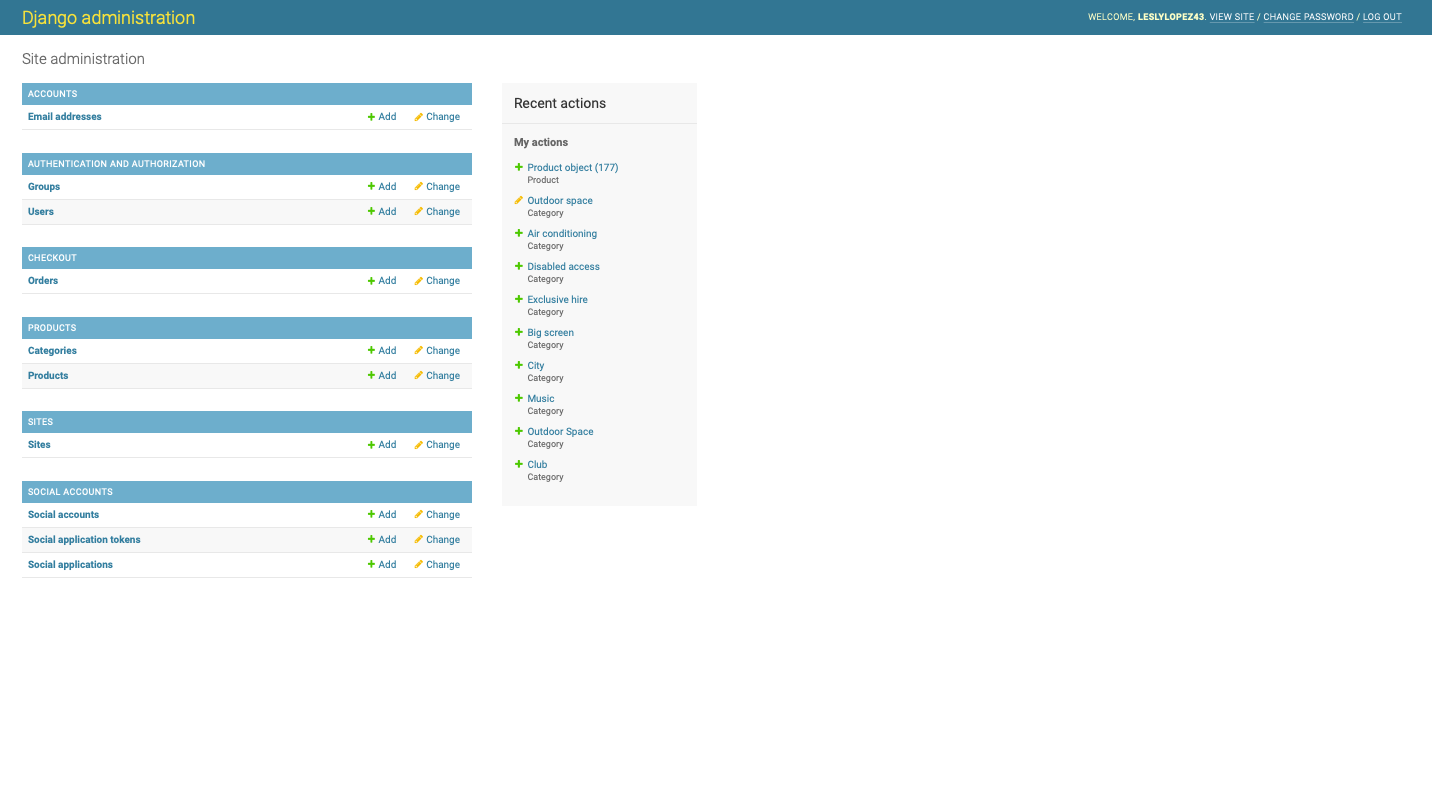 Django administration
WELCOME, LESLYLOPEZ43. VIEW SITE / CHANGE PASSWORD / LOG OUT
Site administration
ACCOUNTS
Email addresses Add Change
AUTHENTICATION AND AUTHORIZATION
Groups Add Change
Users Add Change
CHECKOUT
Orders Add Change
PRODUCTS
Categories Add Change
Products Add Change
SITES
Sites Add Change
SOCIAL ACCOUNTS
Social accounts Add Change
Social application tokens Add Change
Social applications Add Change
Recent actions
My actions
Product object (177)
Product
Outdoor space
Category
Air conditioning
Category
Disabled access
Category
Exclusive hire
Category
Big screen
Category
City
Category
Music
Category
Outdoor Space
Category
Club
Category